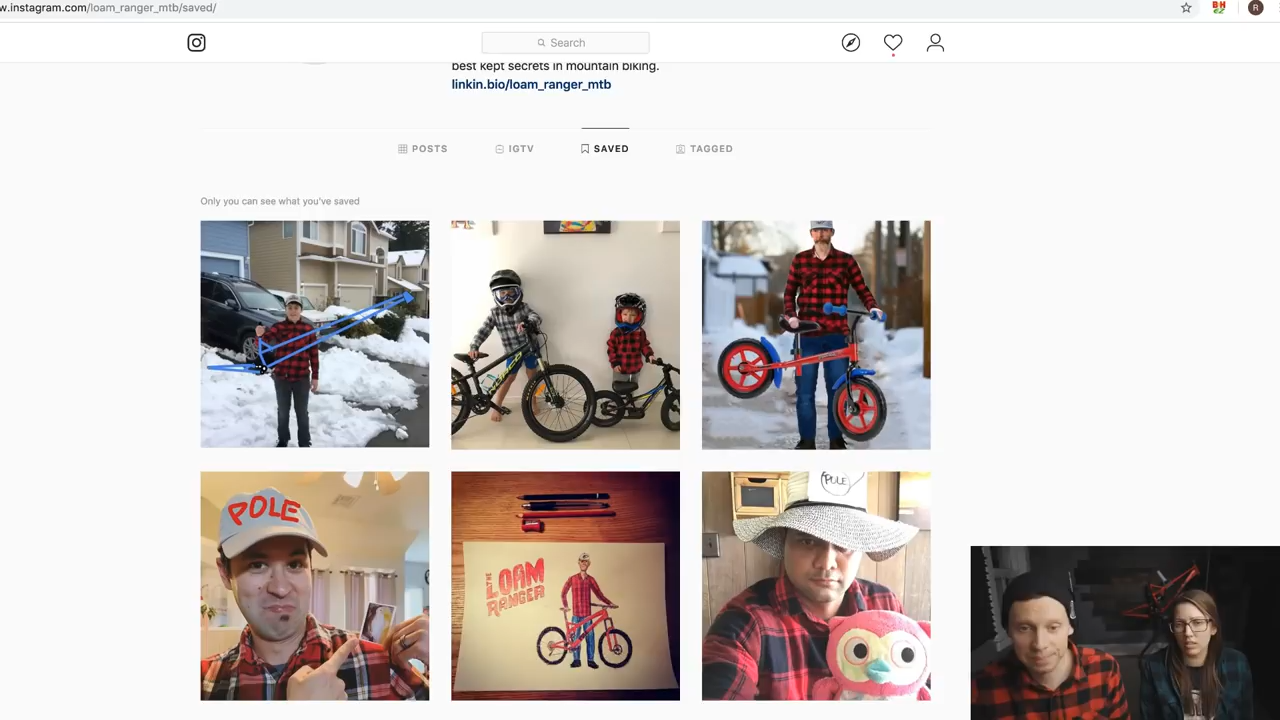 w.instagram.com/loam_ranger_mtb/saved/
R
Search
best kept secrets in mountain biking.
linkin.bio/loam_ranger_mtb
POSTS
IGTV
SAVED
TAGGED
Only you can see what you've saved
POLE
THE
LOAM
RANGER
POLE